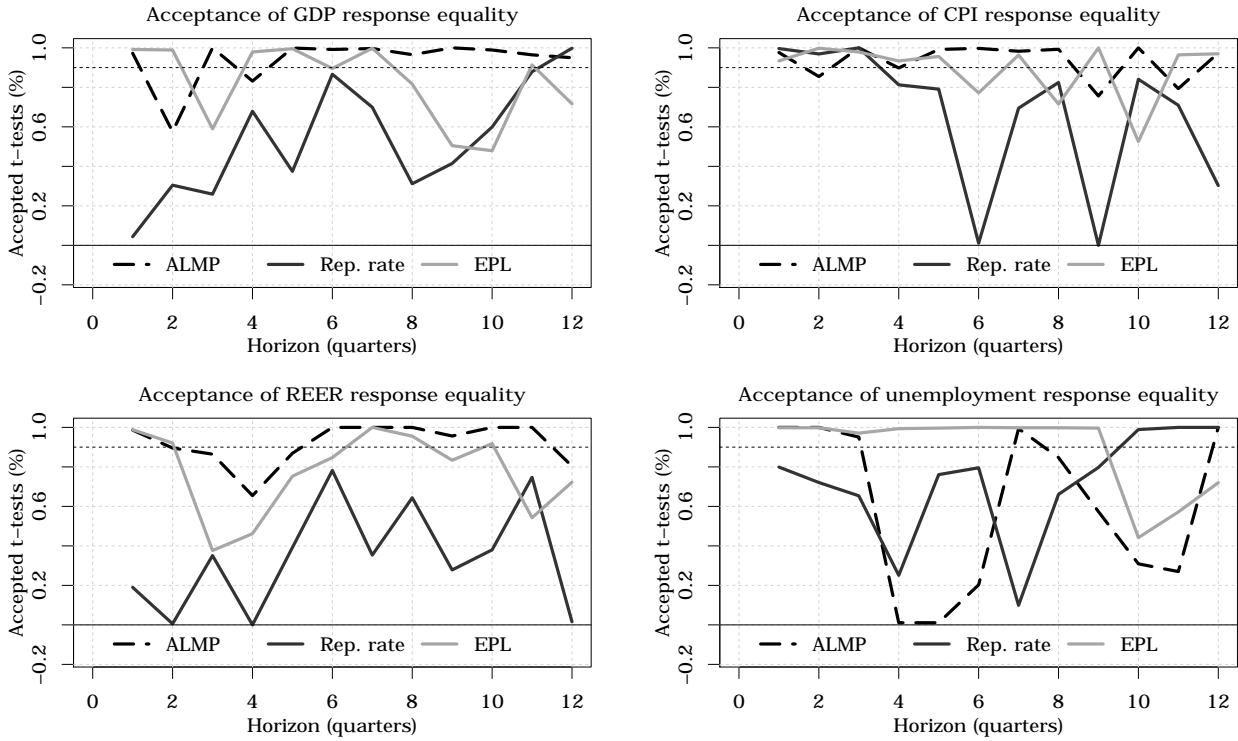 Acceptance of GDP response equality
Accepted t−tests (%)
1.0
0.6
0.2
−0.2
ALMP Rep. rate EPL
0 2 4 6 8 10 12
Horizon (quarters)
Acceptance of CPI response equality
Accepted t−tests (%)
1.0
0.6
0.2
−0.2
ALMP Rep. rate EPL
0 2 4 6 8 10 12
Horizon (quarters)
Acceptance of REER response equality
Accepted t−tests (%)
1.0
0.6
0.2
−0.2
ALMP Rep. rate EPL
0 2 4 6 8 10 12
Horizon (quarters)
Acceptance of unemployment response equality
Accepted t−tests (%)
1.0
0.6
0.2
−0.2
ALMP Rep. rate EPL
0 2 4 6 8 10 12
Horizon (quarters)